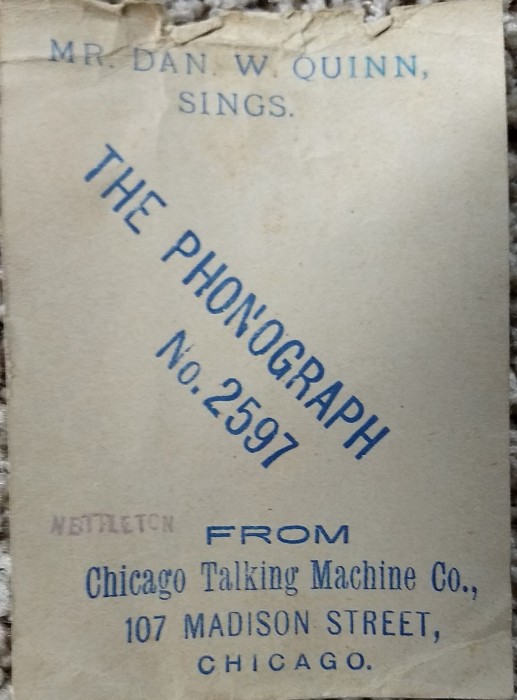 MR. DAN. W. QUINN,
SINGS.
THE PHONOGRAPH
No. 2597
NETTLETON
FROM
Chicago Talking Machine Co.,
107 MADISON STREET,
CHICAGO.